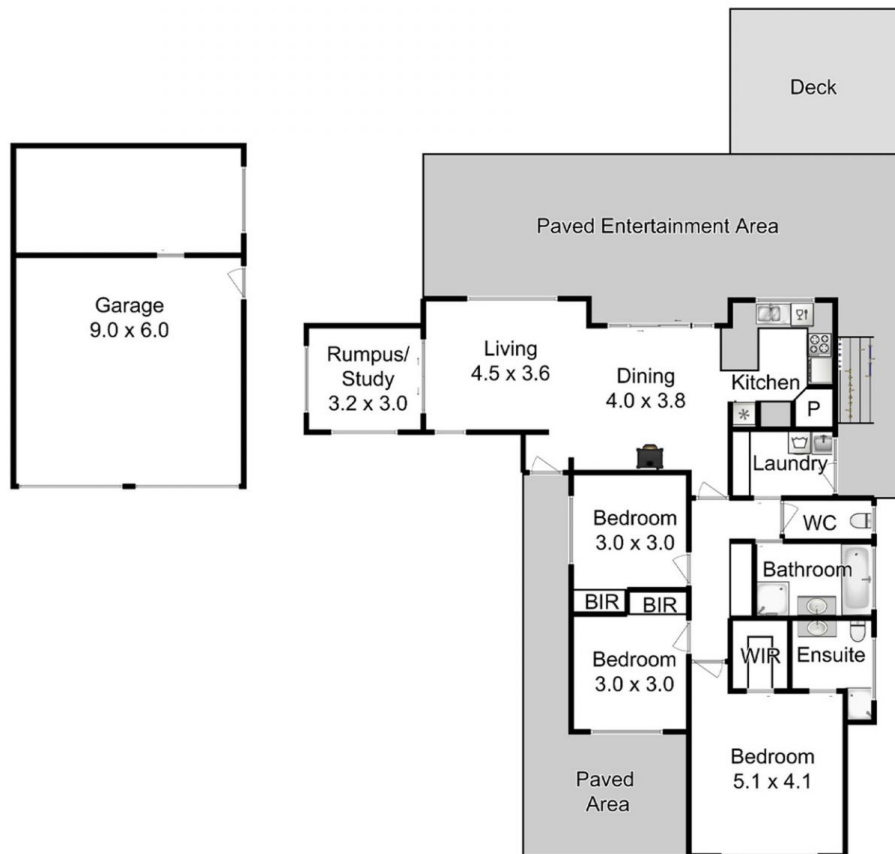 Deck
Paved Entertainment Area
Garage
9.0 x 6.0
Rumpus/
Study
3.2 x 3.0
Living
4.5 x 3.6
Dining
4.0 x 3.8
Kitchen
P
Laundry
WC
Bedroom
3.0 x 3.0
Bathroom
BIR
BIR
Bedroom
3.0 x 3.0
WIR
Ensuite
Bedroom
5.1 x 4.1
Paved
Area